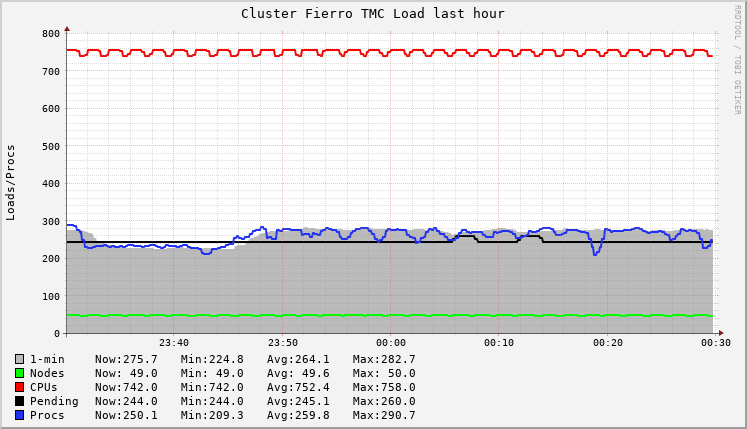 Cluster Fierro TMC Load last hour
RRDTOOL / TOBI OETIKER
Loads/Procs
800
700
600
500
400
300
200
100
0
23:40 23:50 00:00 00:10 00:20 00:30
1-min Now:275.7 Min:224.8 Avg:264.1 Max:282.7
Nodes Now: 49.0 Min: 49.0 Avg: 49.6 Max: 50.0
CPUs Now:742.0 Min:742.0 Avg:752.4 Max:758.0
Pending Now:244.0 Min:244.0 Avg:245.1 Max:260.0
Procs Now:250.1 Min:209.3 Avg:259.8 Max:290.7